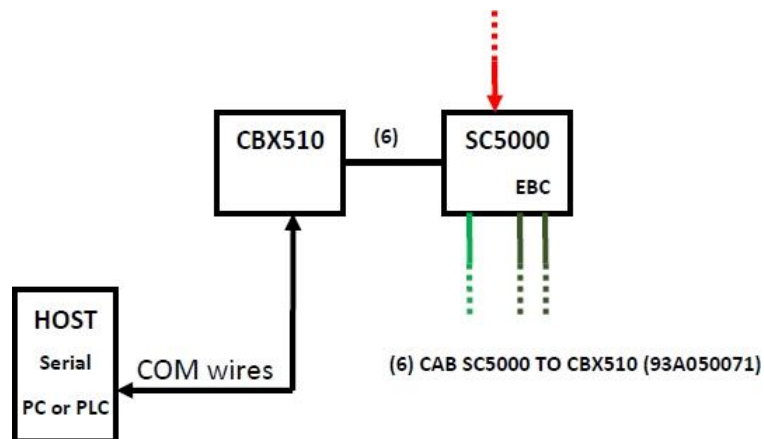 CBX510
(6)
SC5000
EBC
HOST
Serial
PC or PLC
COM wires
(6) CAB SC5000 TO CBX510 (93A050071)